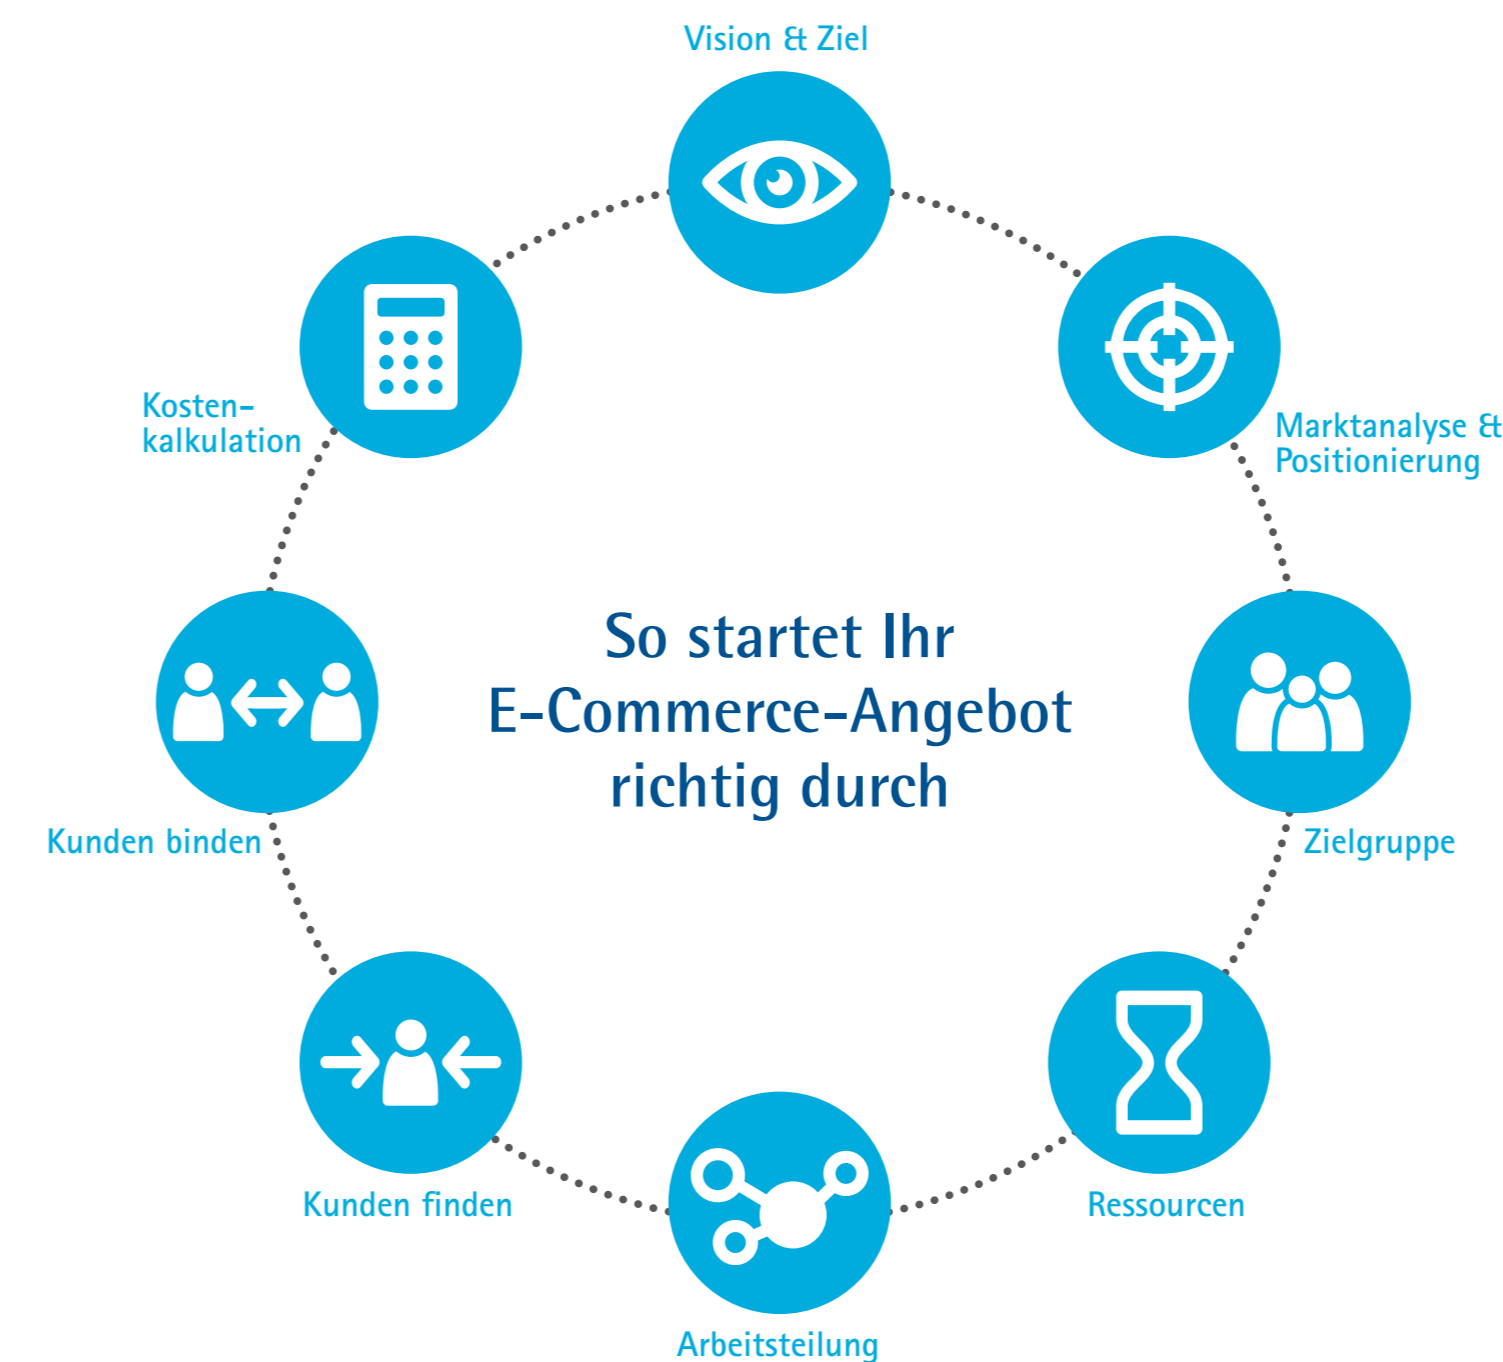 Vision & Ziel
Marktanalyse &
Positionierung
Zielgruppe
Ressourcen
Arbeitsteilung
Kunden finden
Kunden binden
Kosten-
kalkulation
So startet Ihr
E-Commerce-Angebot
richtig durch